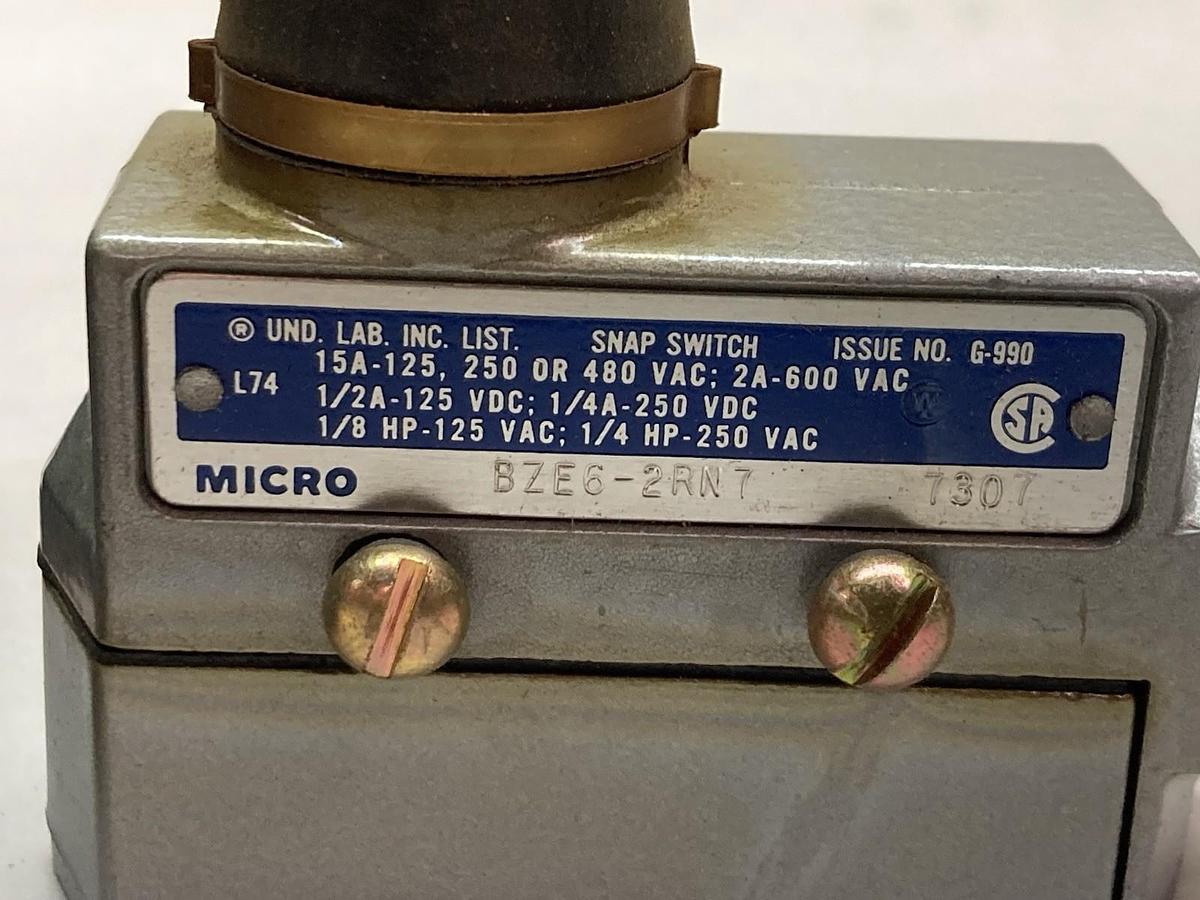 ® UND. LAB. INC. LIST. SNAP SWITCH ISSUE NO. G-990
15A-125, 250 OR 480 VAC; 2A-600 VAC
L74
1/2A-125 VDC; 1/4A-250 VDC
1/8 HP-125 VAC; 1/4 HP-250 VAC
W
CSA
MICRO BZE6-2RN7 7307